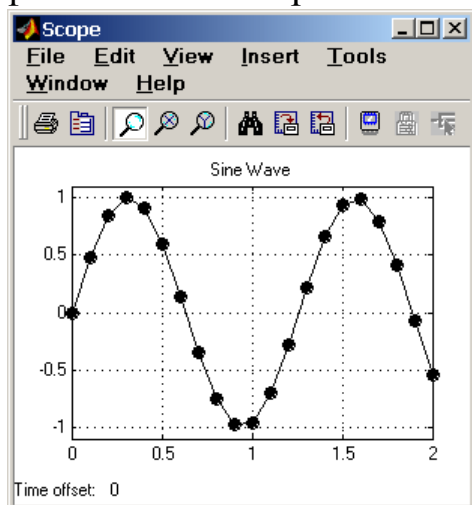 Scope
File Edit View Insert Tools
Window Help
Sine Wave
1
0.5
0
-0.5
-1
0 0.5 1 1.5 2
Time offset: 0